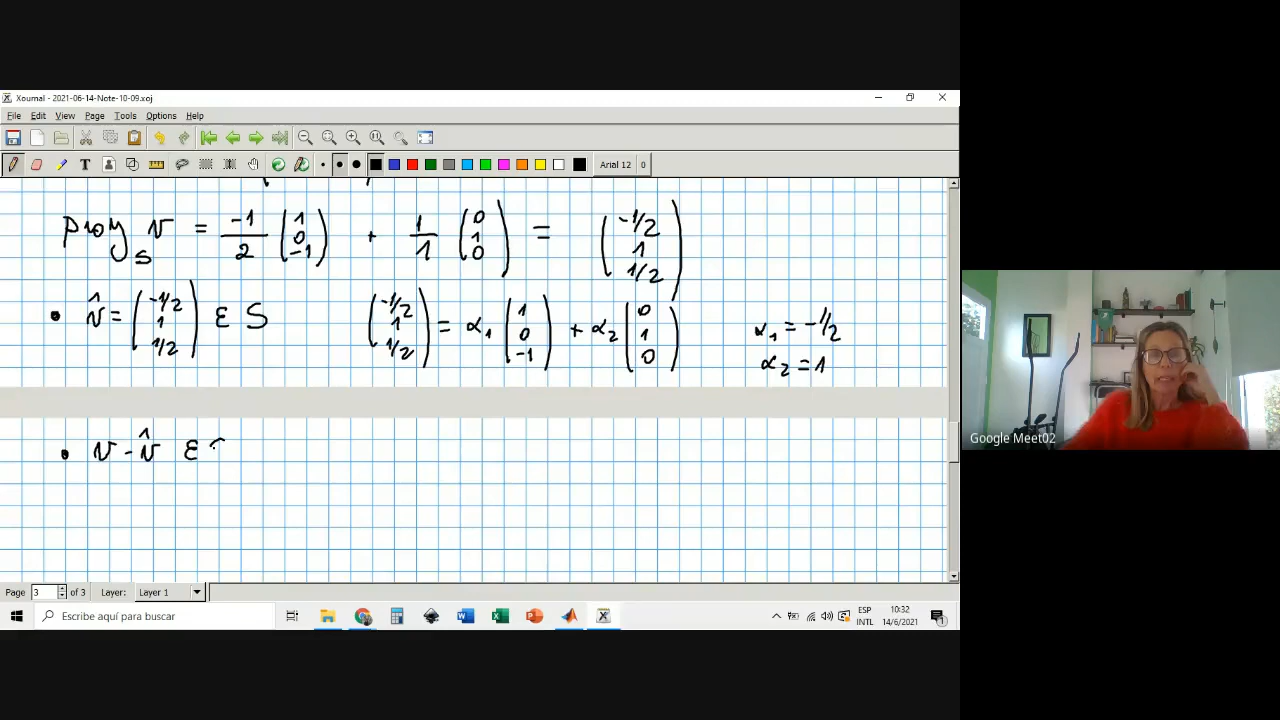 Xournal - 2021-06-14-Note-10-09.xoj
File Edit View Page Tools Options Help
T Arial 12 0
Proy_S v = -1/2 (1 0 -1) + 1/1 (0 1 0) = (-1/2 1 1/2)
• v̂ = (-1/2 1 1/2) ε S (-1/2 1 1/2) = α₁ (1 0 -1) + α₂ (0 1 0) α₁ = -1/2
α₂ = 1
• v - v̂ ε
Google Meet02
Page 3 of 3 Layer: Layer 1
Escribe aquí para buscar
ESP
INTL
10:32
14/6/2021
1